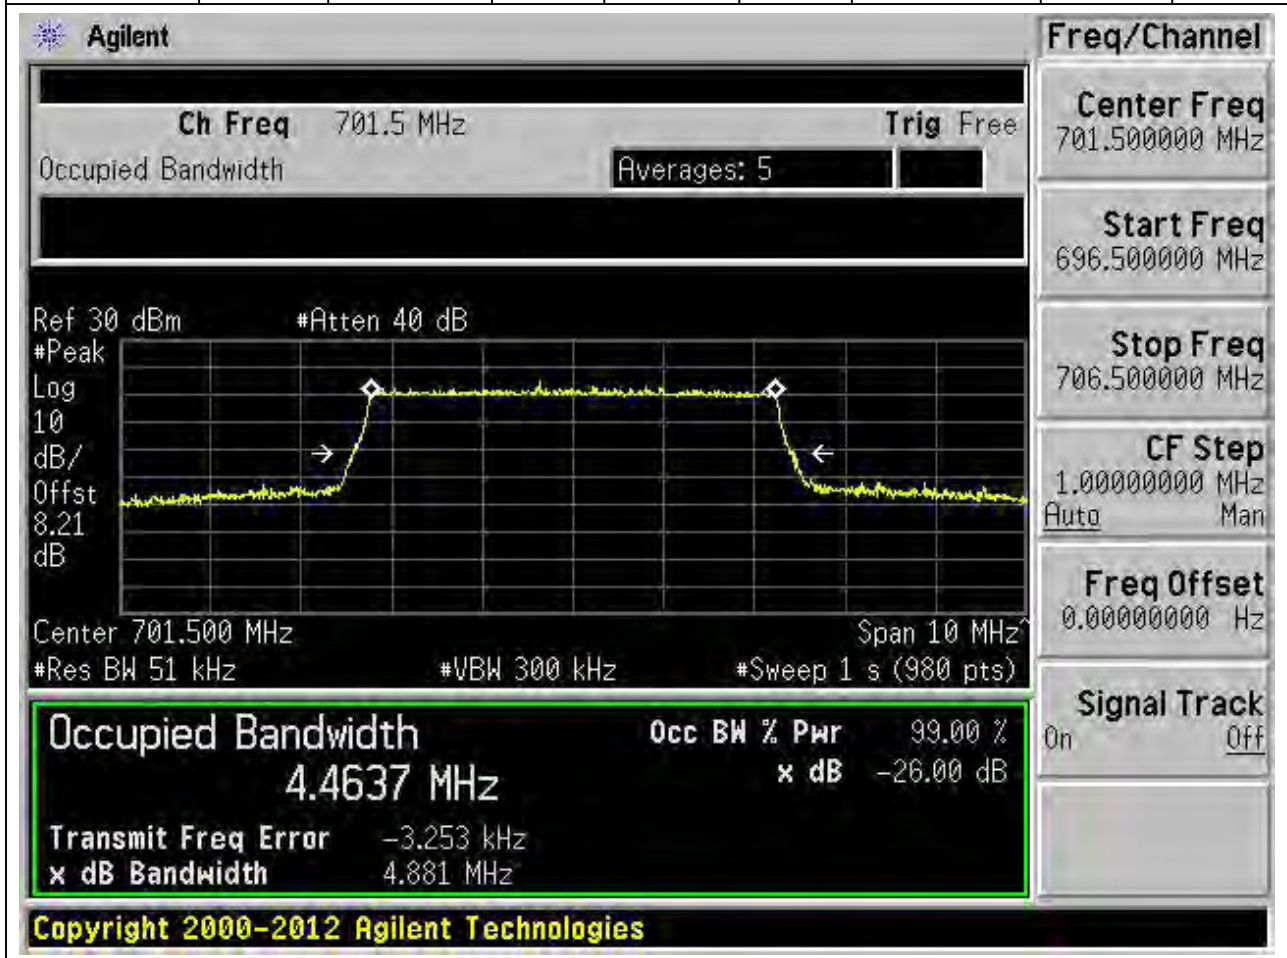 Agilent
Freq/Channel
Ch Freq 701.5 MHz Trig Free
Occupied Bandwidth Averages: 5
Center Freq
701.500000 MHz
Start Freq
696.500000 MHz
Stop Freq
706.500000 MHz
CF Step
1.00000000 MHz
Auto Man
Freq Offset
0.00000000 Hz
Signal Track
On Off
Ref 30 dBm #Atten 40 dB
#Peak
Log
10
dB/
Offst
8.21
dB
Center 701.500 MHz Span 10 MHz^
#Res BW 51 kHz #VBW 300 kHz #Sweep 1 s (980 pts)
Occupied Bandwidth Occ BW % Pwr 99.00 %
4.4637 MHz x dB -26.00 dB
Transmit Freq Error -3.253 kHz
x dB Bandwidth 4.881 MHz
Copyright 2000-2012 Agilent Technologies